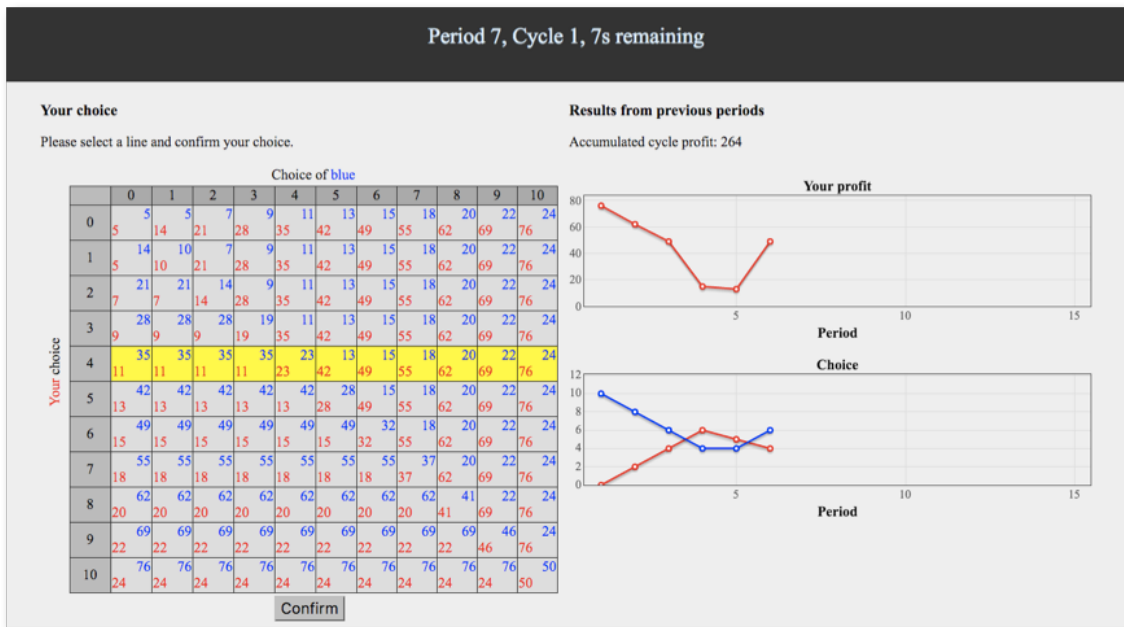 Period 7, Cycle 1, 7s remaining
Your choice
Please select a line and confirm your choice.
Choice of blue
0 1 2 3 4 5 6 7 8 9 10
5 5 7 9 11 13 15 18 20 22 24
0
5 14 21 28 35 42 49 55 62 69 76
14 10 7 9 11 13 15 18 20 22 24
1
5 10 21 28 35 42 49 55 62 69 76
21 21 14 9 11 13 15 18 20 22 24
2
7 7 14 28 35 42 49 55 62 69 76
28 28 28 19 11 13 15 18 20 22 24
3
9 9 9 19 35 42 49 55 62 69 76
35 35 35 35 23 13 15 18 20 22 24
4
11 11 11 11 23 42 49 55 62 69 76
42 42 42 42 42 28 15 18 20 22 24
5
13 13 13 13 13 28 49 55 62 69 76
49 49 49 49 49 49 32 18 20 22 24
6
15 15 15 15 15 15 32 55 62 69 76
55 55 55 55 55 55 55 37 20 22 24
7
18 18 18 18 18 18 18 37 62 69 76
62 62 62 62 62 62 62 62 41 22 24
8
20 20 20 20 20 20 20 20 41 69 76
69 69 69 69 69 69 69 69 69 46 24
9
22 22 22 22 22 22 22 22 22 46 76
76 76 76 76 76 76 76 76 76 76 50
10
24 24 24 24 24 24 24 24 24 24 50
Your choice
Confirm
Results from previous periods
Accumulated cycle profit: 264
Your profit
80
60
40
20
0
5 10 15
Period
Choice
12
10
8
6
4
2
0
5 10 15
Period